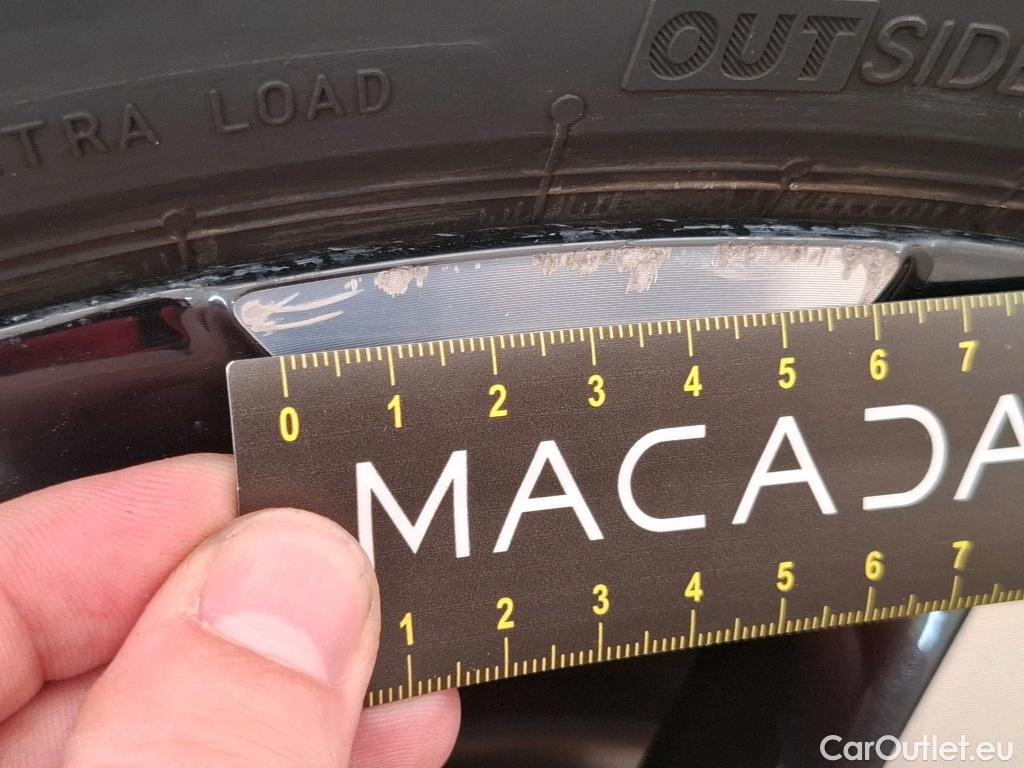 OUTSIDE
TRA LOAD
0 1 2 3 4 5 6 7
MACADA
1 2 3 4 5 6 7
CarOutlet.eu